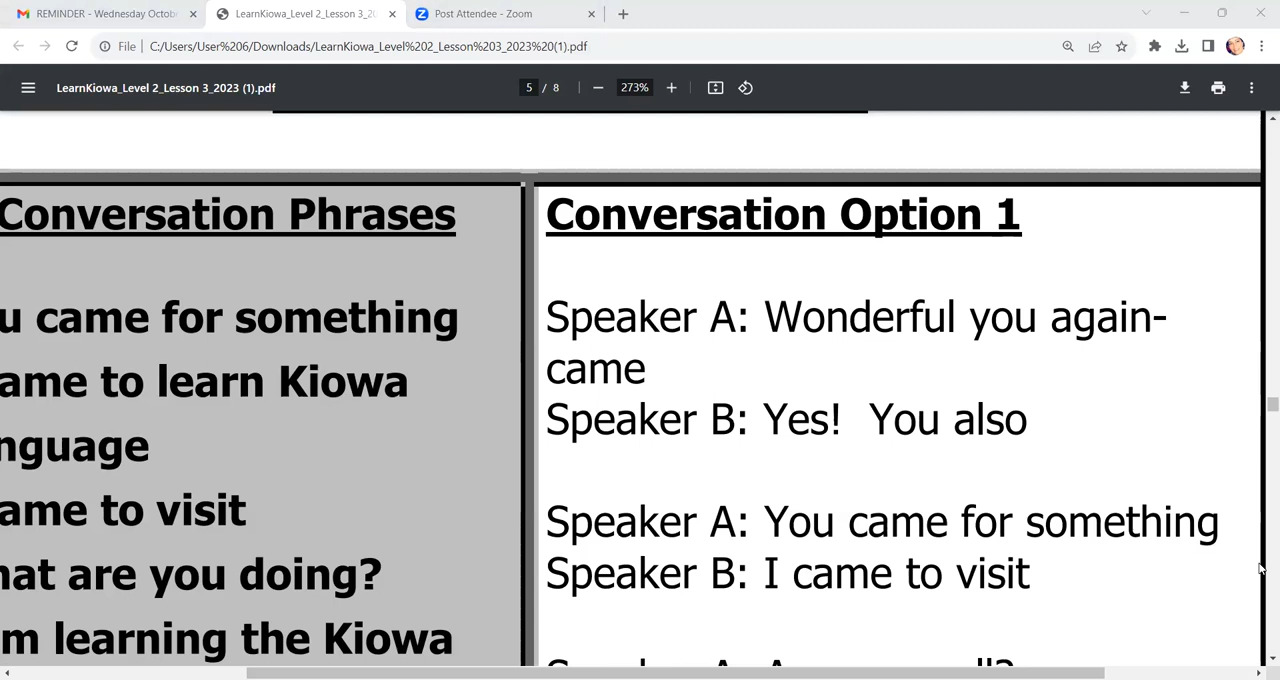 REMINDER - Wednesday Octob
LearnKiowa_Level 2_Lesson 3_20
Post Attendee - Zoom
File
C:/Users/User%206/Downloads/LearnKiowa_Level%202_Lesson%203_2023%20(1).pdf
LearnKiowa_Level 2_Lesson 3_2023 (1).pdf
5 / 8
273%
Conversation Phrases
u came for something
ame to learn Kiowa
nguage
ame to visit
hat are you doing?
m learning the Kiowa
Conversation Option 1
Speaker A: Wonderful you again-
came
Speaker B: Yes!  You also
Speaker A: You came for something
Speaker B: I came to visit